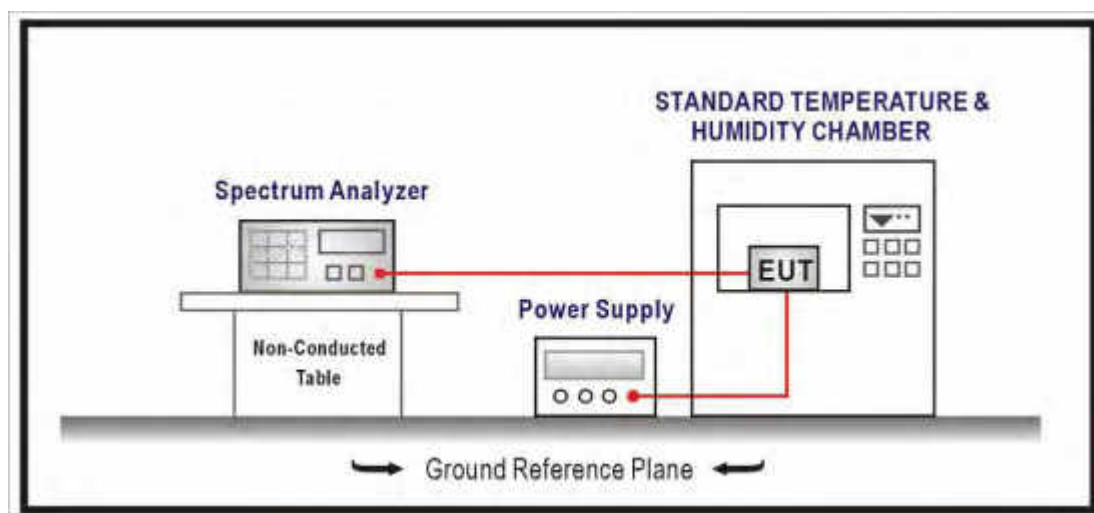 STANDARD TEMPERATURE &
HUMIDITY CHAMBER
Spectrum Analyzer
EUT
Power Supply
Non-Conducted
Table
Ground Reference Plane